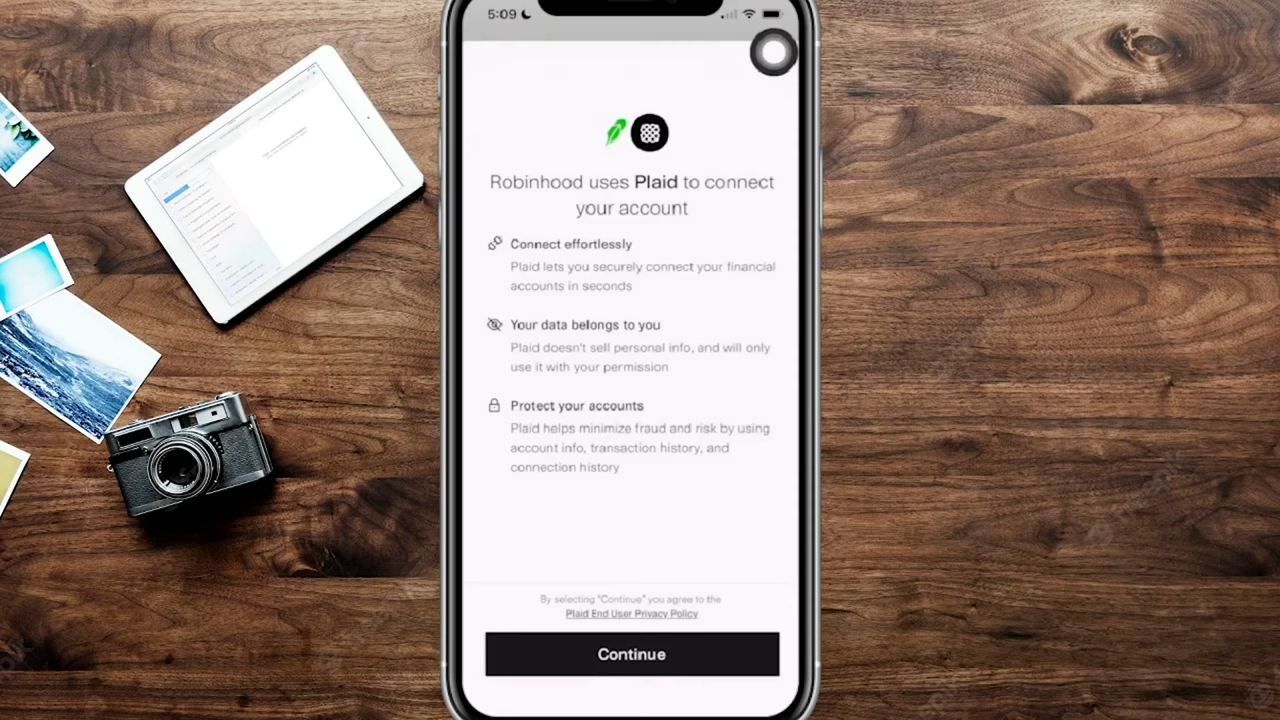 5:09
Robinhood uses Plaid to connect
your account
Connect effortlessly
Plaid lets you securely connect your financial
accounts in seconds
Your data belongs to you
Plaid doesn't sell personal info, and will only
use it with your permission
Protect your accounts
Plaid helps minimize fraud and risk by using
account info, transaction history, and
connection history
By selecting "Continue" you agree to the
Plaid End User Privacy Policy
Continue